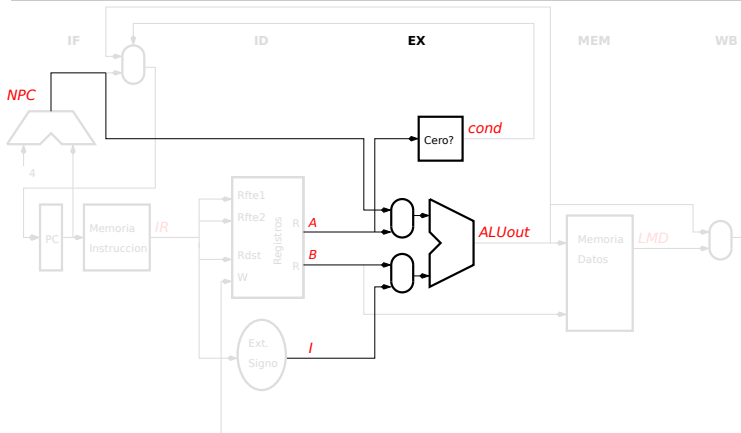 IF
ID
EX
MEM
WB
NPC
4
PC
Memoria
Instruccion
IR
Rfte1
Rfte2
Rdst
W
Registros
R
R
A
B
Ext.
Signo
I
Cero?
cond
ALUout
Memoria
Datos
LMD